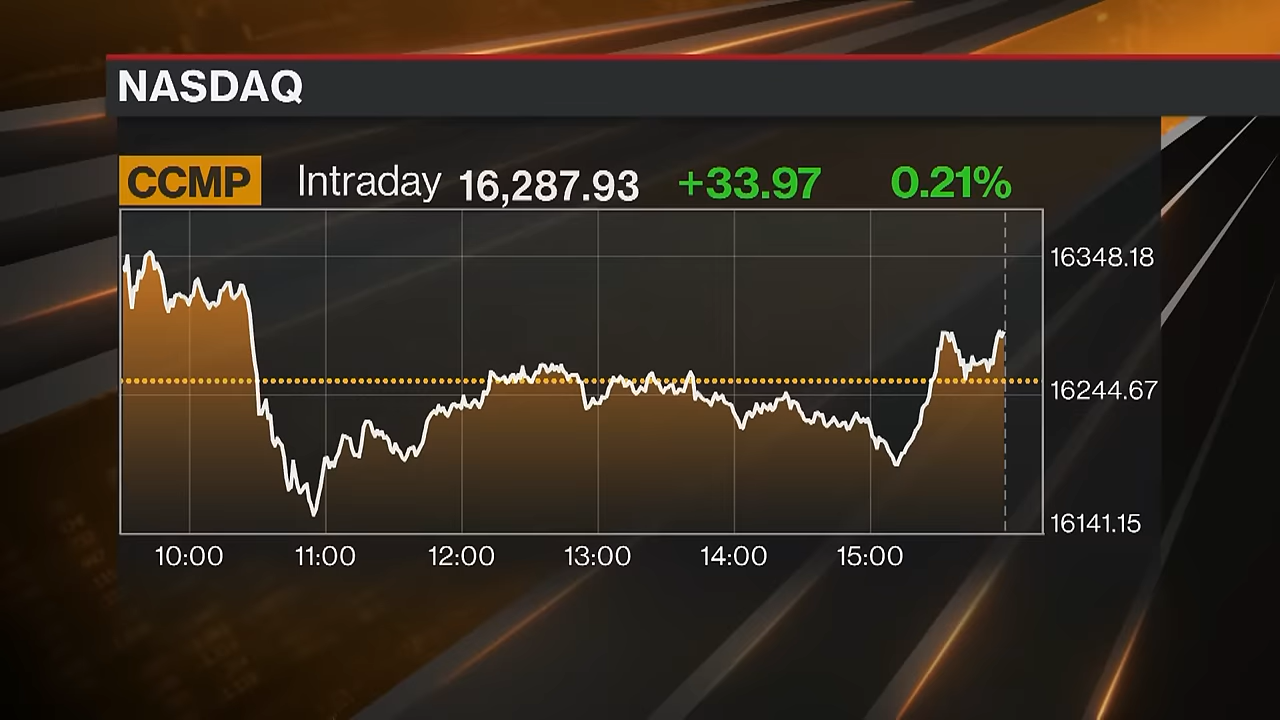 NASDAQ
CCMP Intraday 16,287.93 +33.97 0.21%
16348.18
16244.67
16141.15
10:00 11:00 12:00 13:00 14:00 15:00